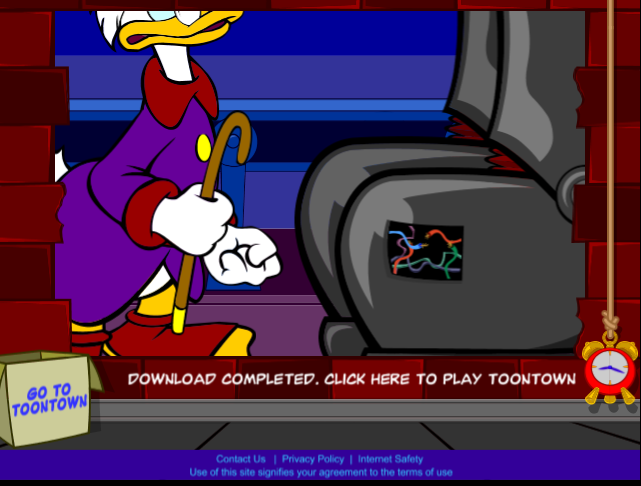 GO TO
TOONTOWN
DOWNLOAD COMPLETED. CLICK HERE TO PLAY TOONTOWN
Contact Us | Privacy Policy | Internet Safety
Use of this site signifies your agreement to the terms of use